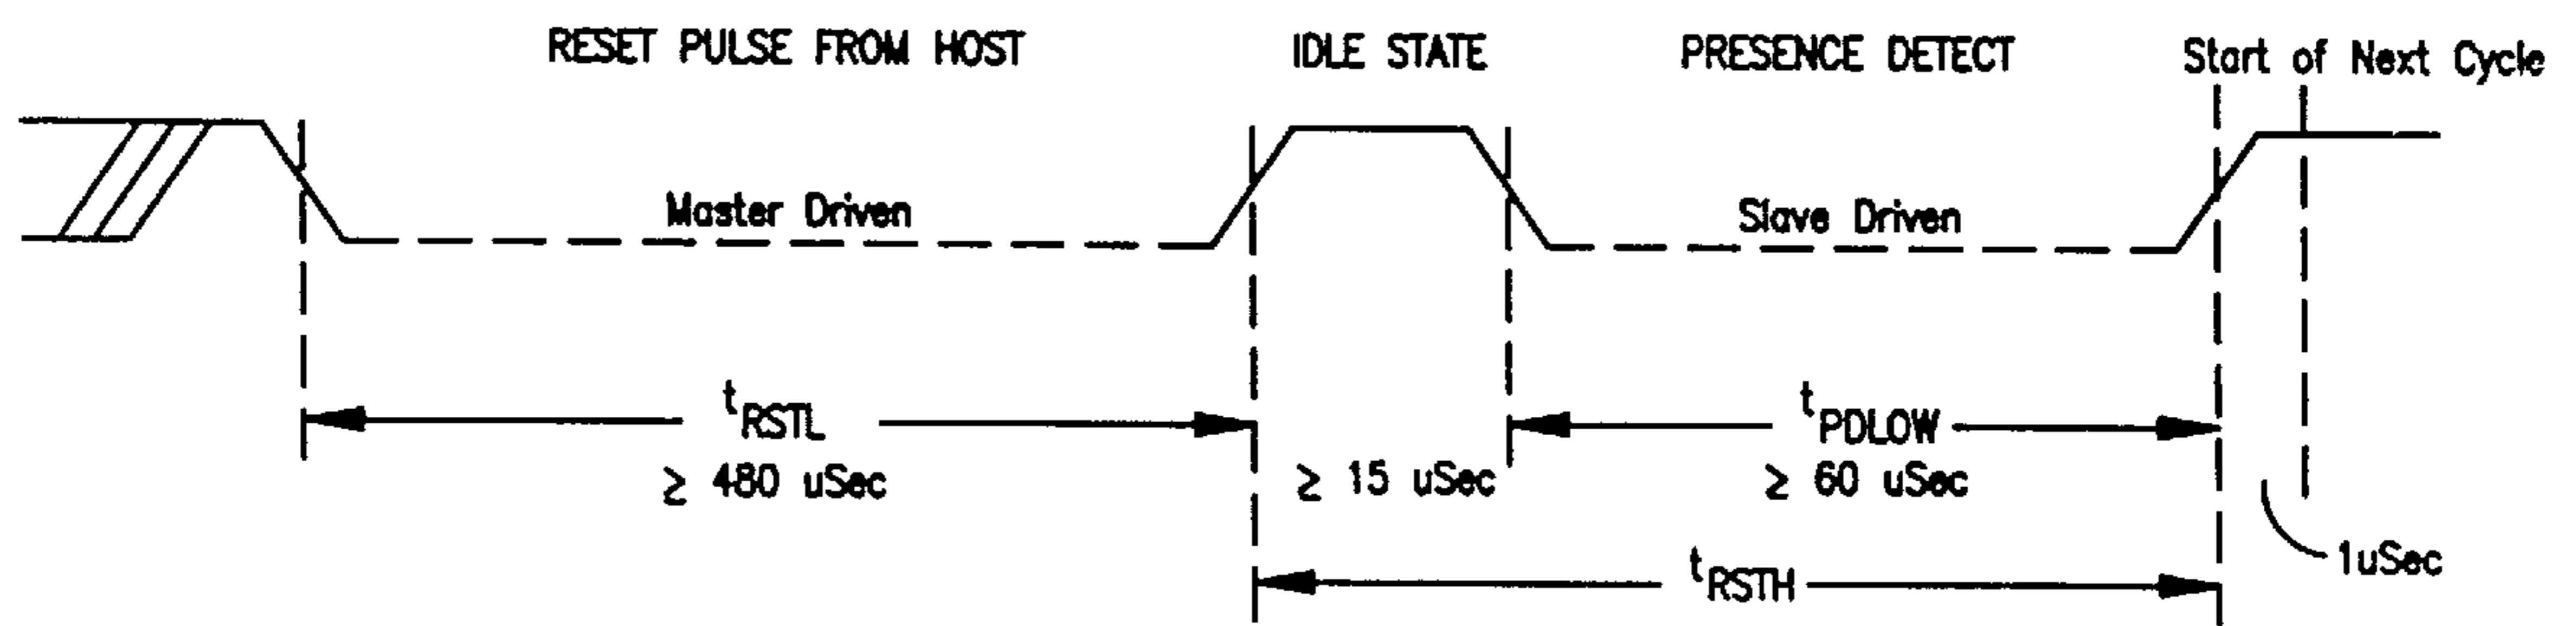 RESET PULSE FROM HOST
IDLE STATE
PRESENCE DETECT
Start of Next Cycle
Master Driven
Slave Driven
tRSTL
≥ 480 uSec
≥ 15 uSec
tPDLOW
≥ 60 uSec
1uSec
tRSTH